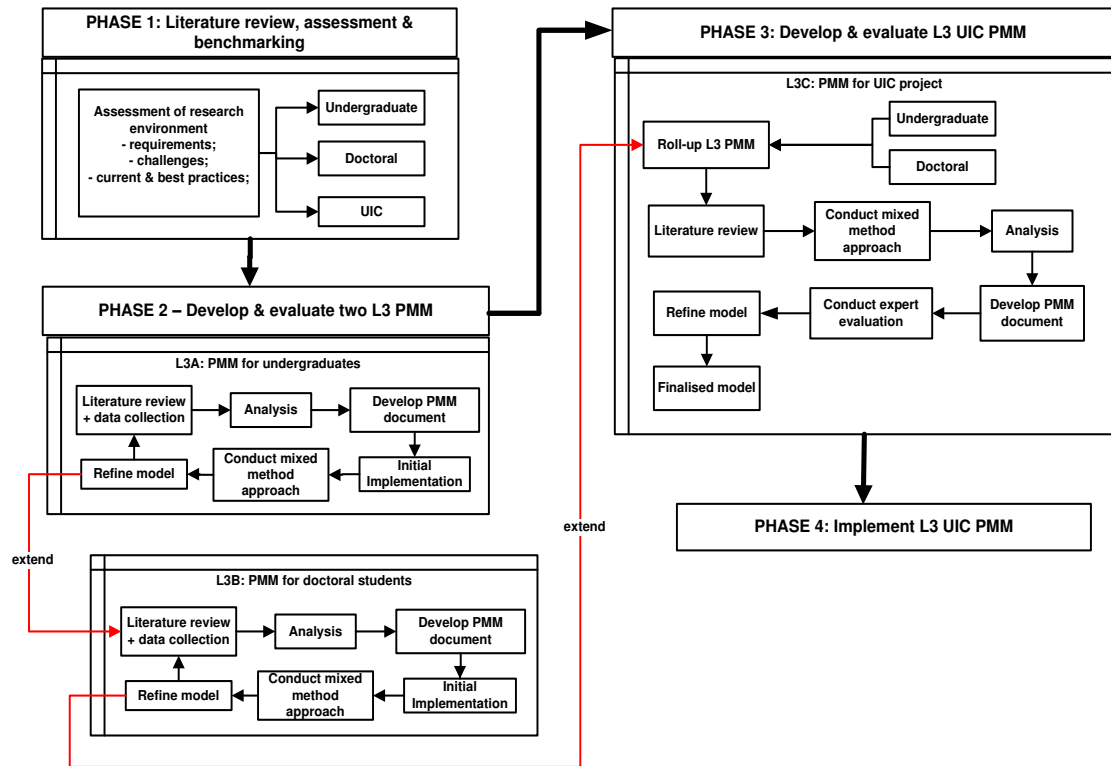 PHASE 1: Literature review, assessment &
benchmarking
Assessment of research
environment
- requirements;
- challenges;
- current & best practices;
Undergraduate
Doctoral
UIC
PHASE 2 – Develop & evaluate two L3 PMM
L3A: PMM for undergraduates
Literature review
+ data collection
Analysis
Develop PMM
document
Refine model
Conduct mixed
method
approach
Initial
Implementation
extend
L3B: PMM for doctoral students
Literature review
+ data collection
Analysis
Develop PMM
document
Refine model
Conduct mixed
method
approach
Initial
Implementation
extend
PHASE 3: Develop & evaluate L3 UIC PMM
L3C: PMM for UIC project
Roll-up L3 PMM
Undergraduate
Doctoral
Literature review
Conduct mixed
method
approach
Analysis
Refine model
Conduct expert
evaluation
Develop PMM
document
Finalised model
PHASE 4: Implement L3 UIC PMM